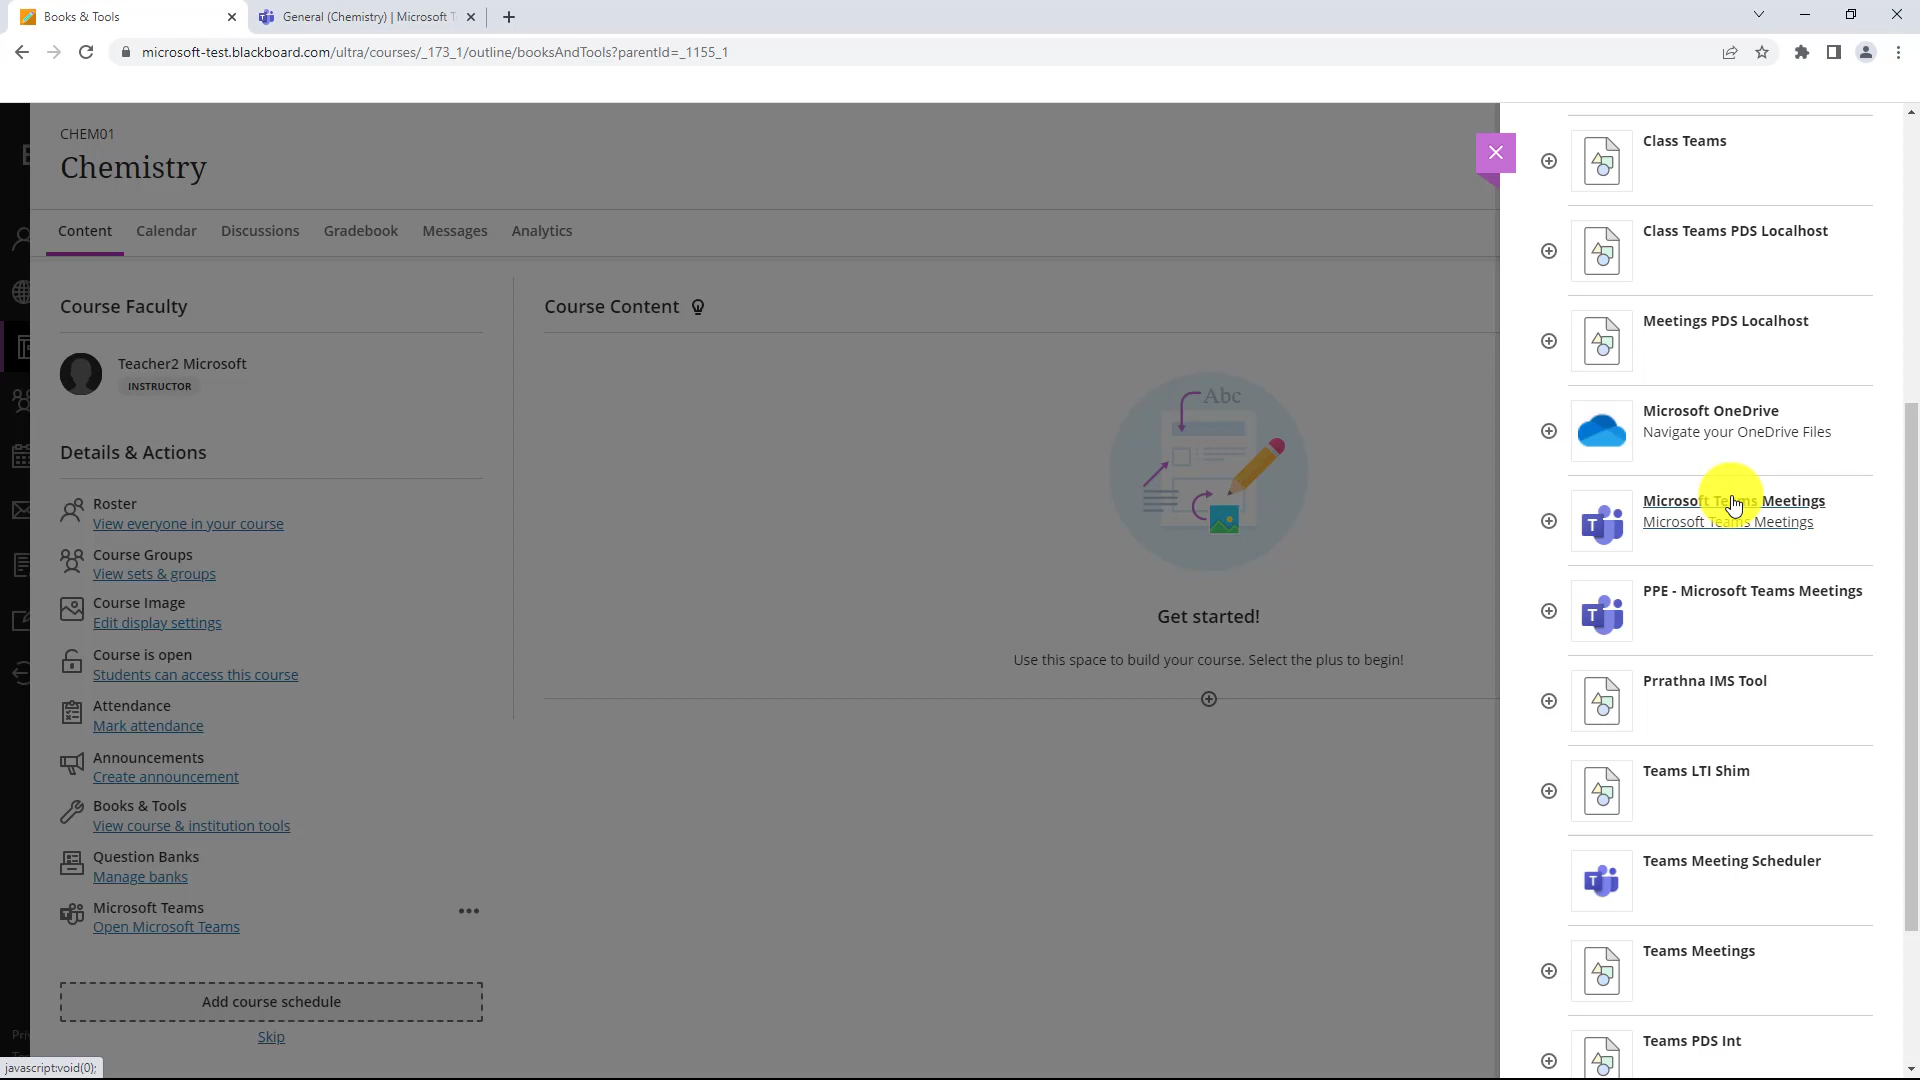 Books & Tools
General (Chemistry) | Microsoft T
microsoft-test.blackboard.com/ultra/courses/_173_1/outline/booksAndTools?parentId=_1155_1
CHEM01
Chemistry
Content
Calendar
Discussions
Gradebook
Messages
Analytics
Course Faculty
Teacher2 Microsoft
INSTRUCTOR
Details & Actions
Roster
View everyone in your course
Course Groups
View sets & groups
Course Image
Edit display settings
Course is open
Students can access this course
Attendance
Mark attendance
Announcements
Create announcement
Books & Tools
View course & institution tools
Question Banks
Manage banks
Microsoft Teams
Open Microsoft Teams
Add course schedule
Skip
Course Content
Abc
Get started!
Use this space to build your course. Select the plus to begin!
Class Teams
Class Teams PDS Localhost
Meetings PDS Localhost
Microsoft OneDrive
Navigate your OneDrive Files
Microsoft Teams Meetings
Microsoft Teams Meetings
PPE - Microsoft Teams Meetings
Prrathna IMS Tool
Teams LTI Shim
Teams Meeting Scheduler
Teams Meetings
Teams PDS Int
javascript:void(0);